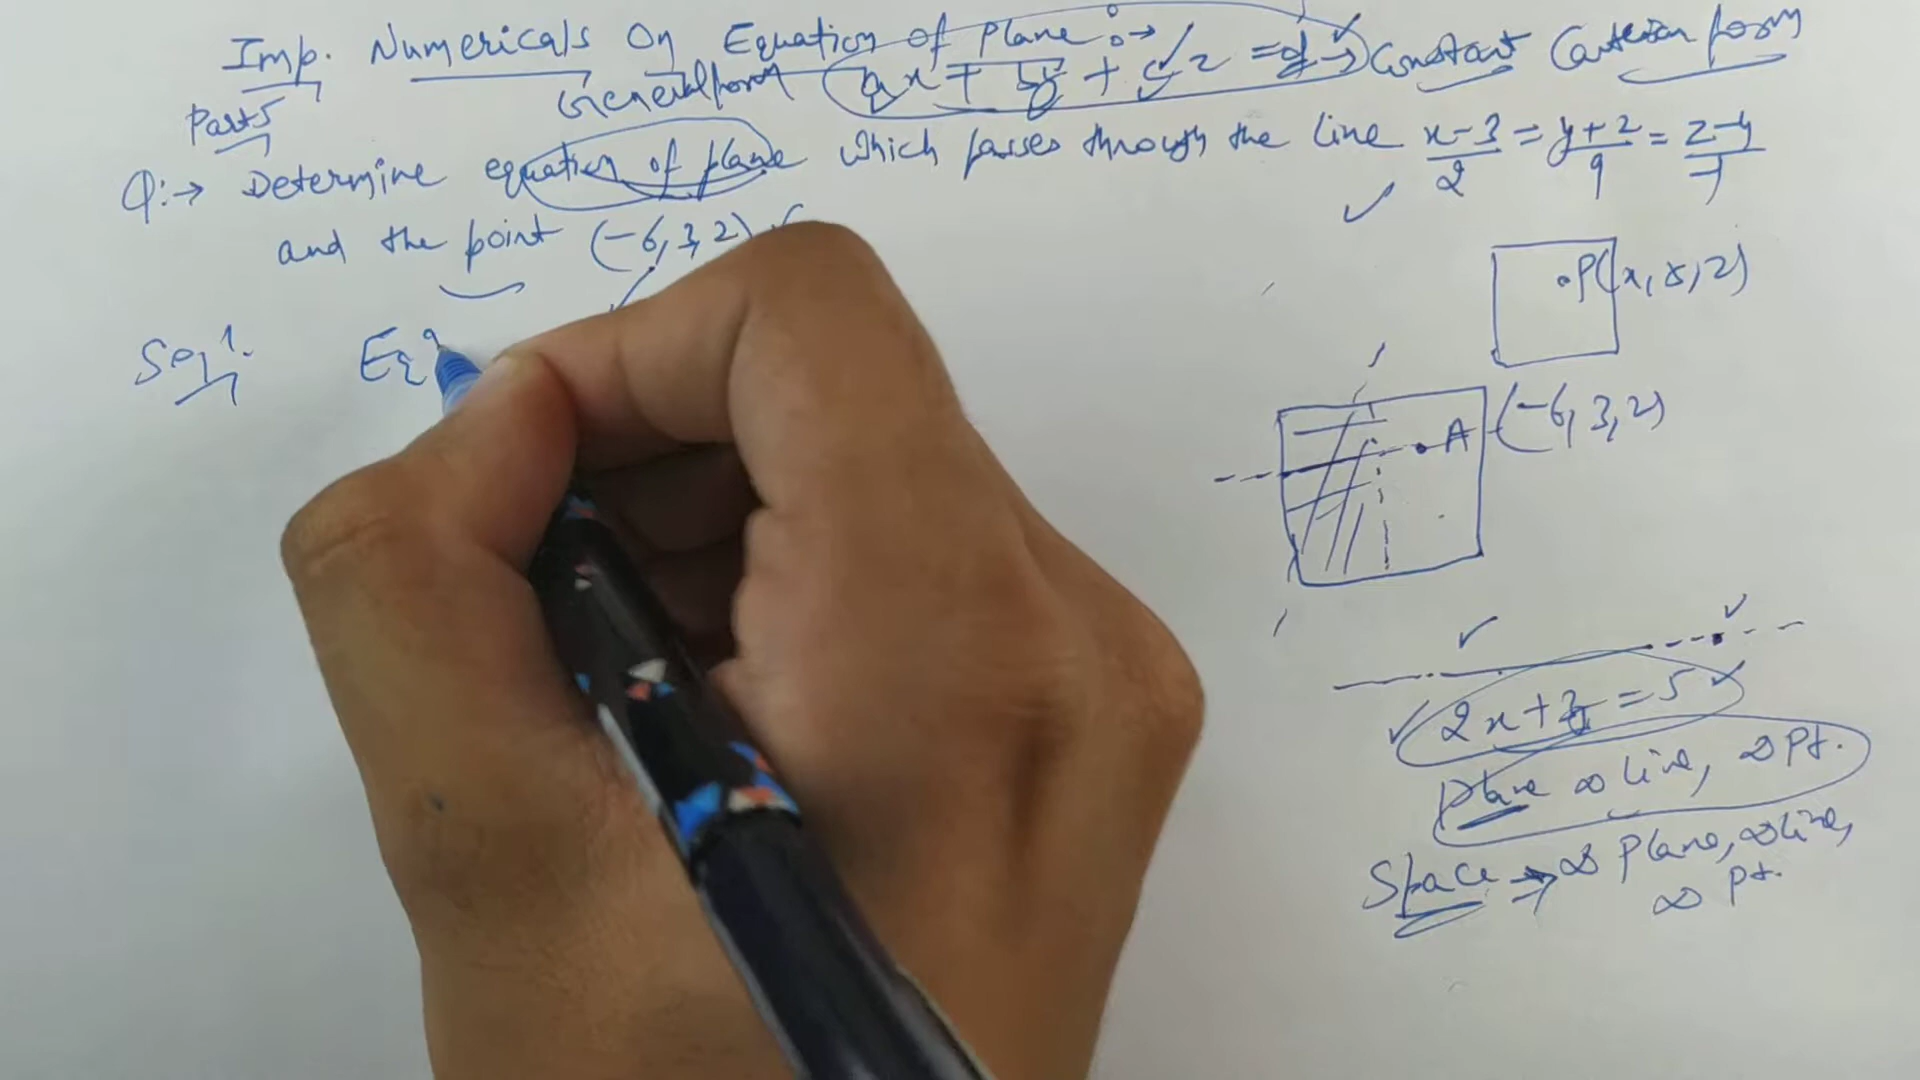 Imp. Numericals On Equation of Plane :→
General form ax + by + cz = d → Constant Cartesian form
Part 5
Q:→ Determine equation of plane which passes through the line x-3/2 = y+2/9 = z-4/-1
and the point (-6, 3, 2)
Sol.
Eq
P(x, y, z)
A (-6, 3, 2)
2x + 3y = 5
Plane ∞ line, ∞ Pt.
Space → ∞ Plane, ∞ line,
∞ Pt.